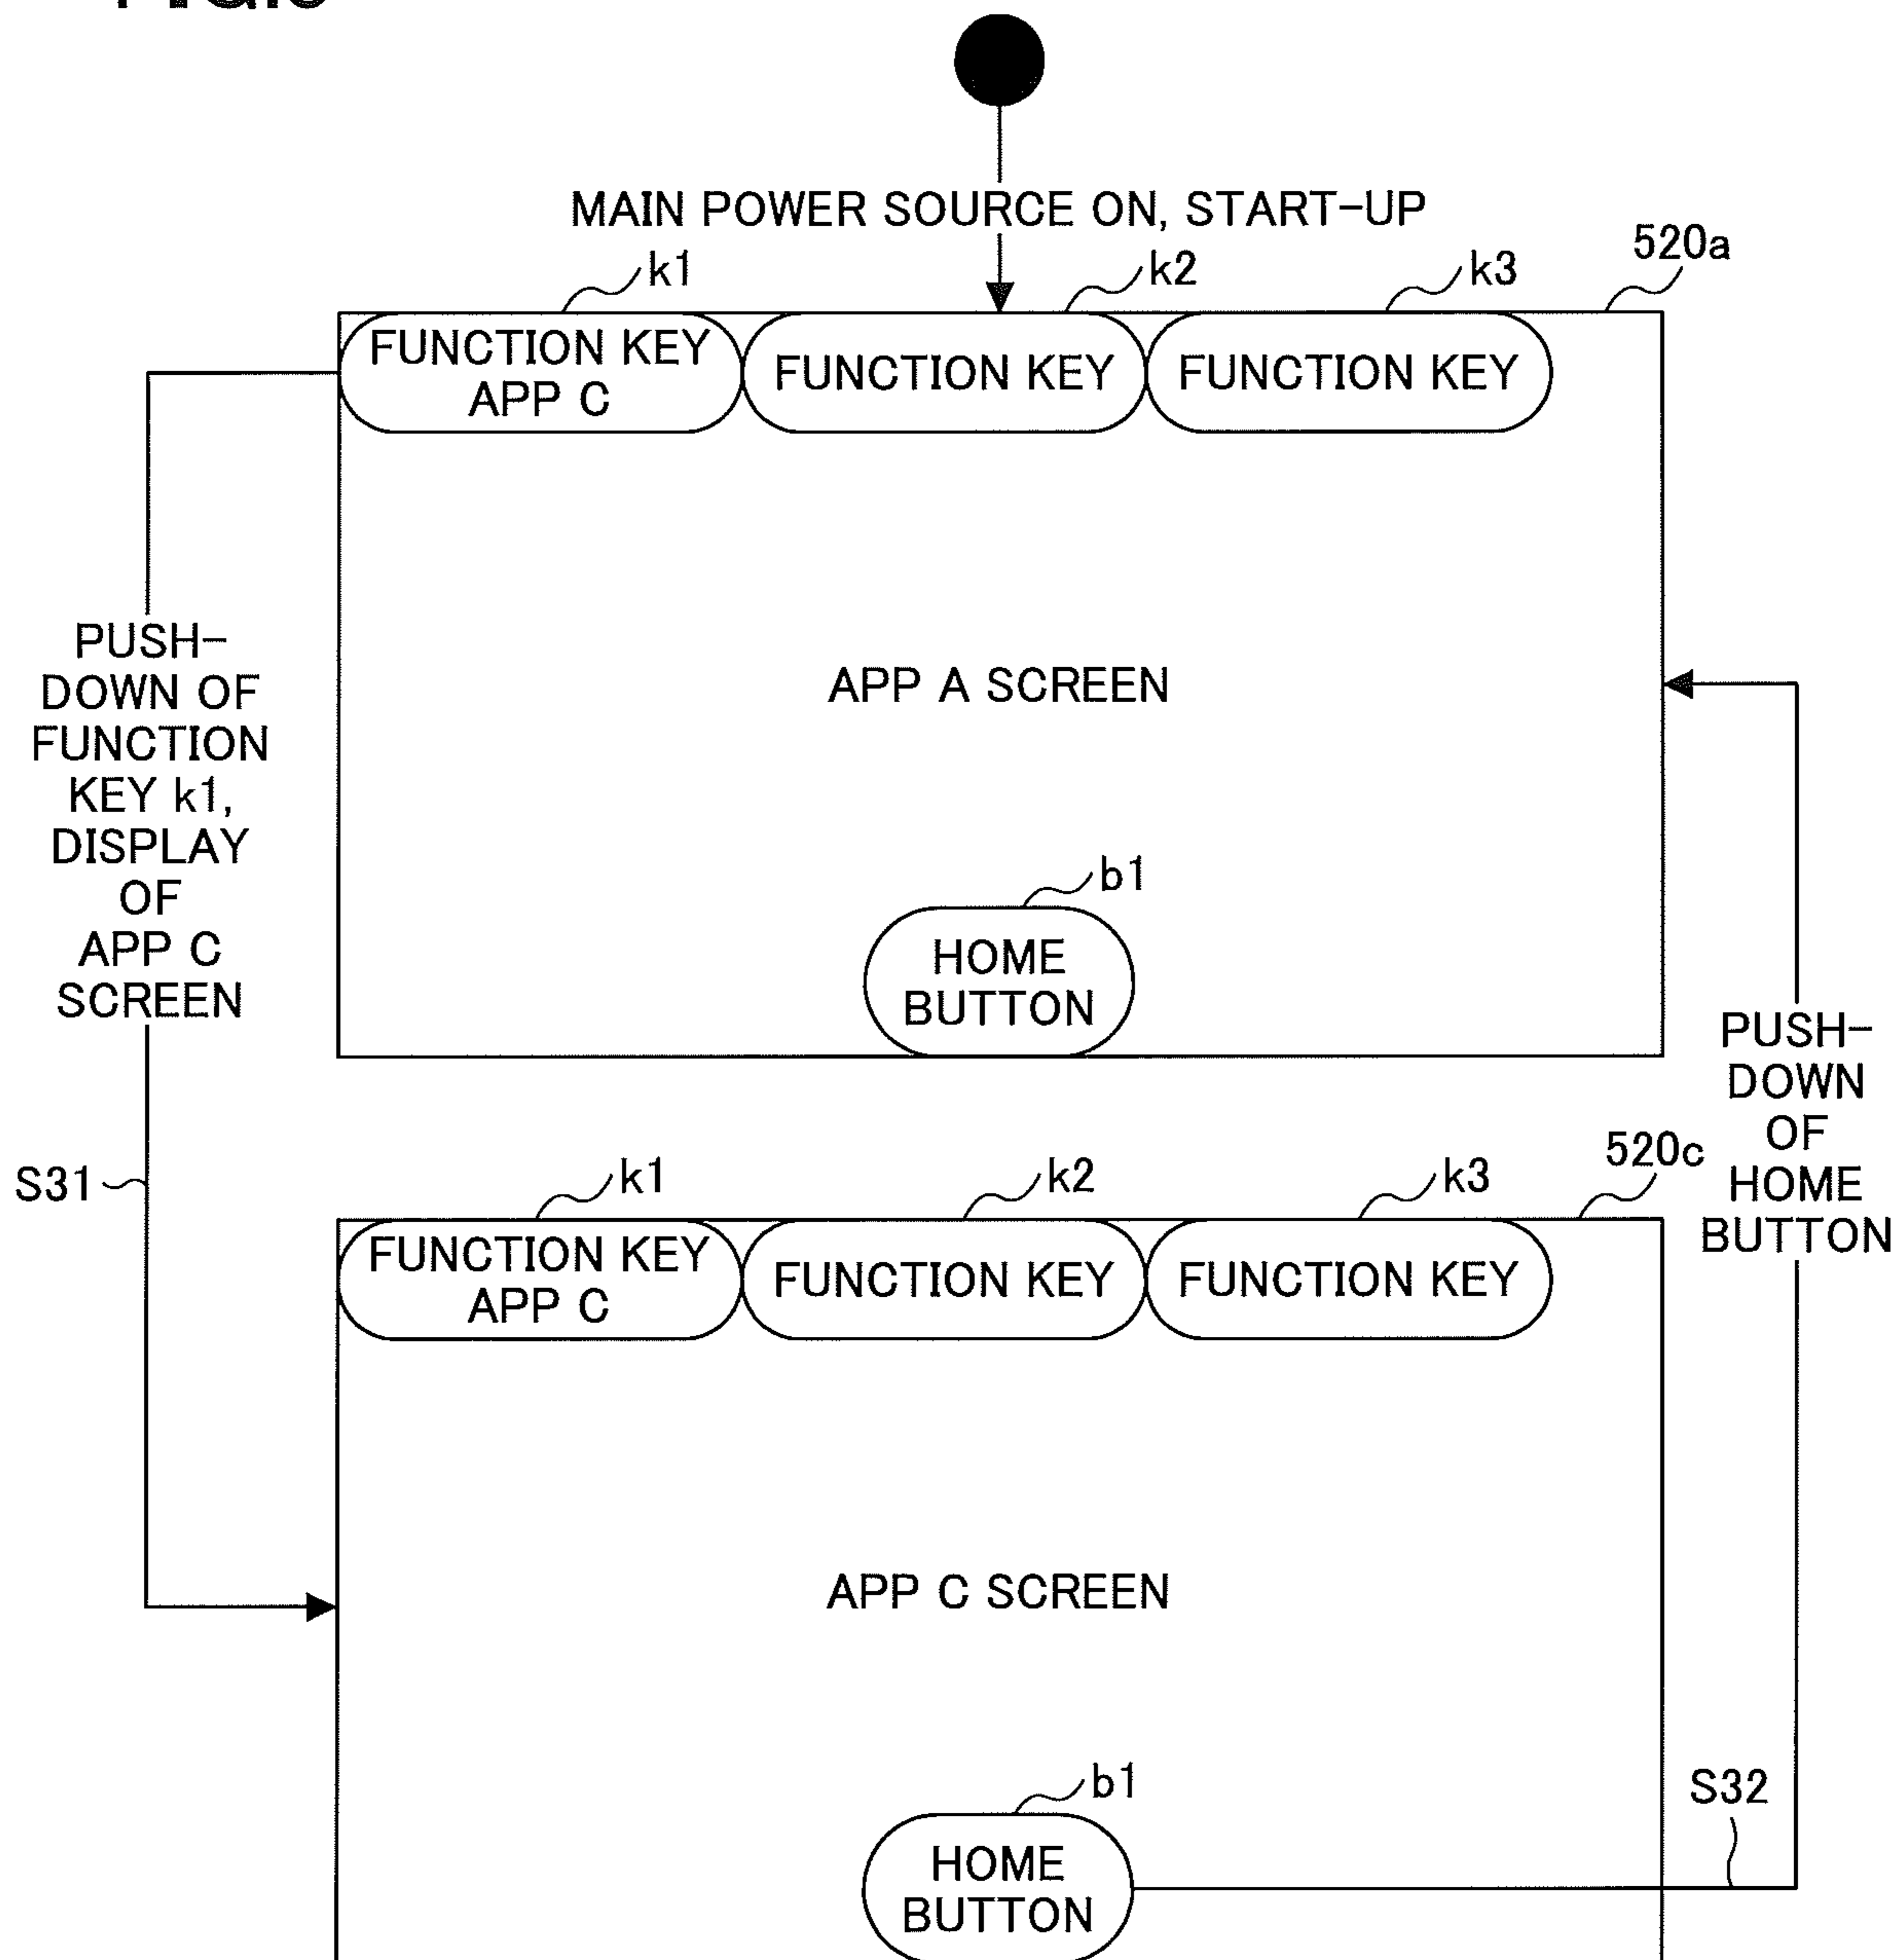 MAIN POWER SOURCE ON, START-UP
520a
k1
k2
k3
FUNCTION KEY
APP C
FUNCTION KEY
FUNCTION KEY
PUSH-
DOWN OF
FUNCTION
KEY k1,
DISPLAY
OF
APP C
SCREEN
APP A SCREEN
b1
HOME
BUTTON
PUSH-
DOWN
OF
HOME
BUTTON
S31
k1
k2
k3
520c
FUNCTION KEY
APP C
FUNCTION KEY
FUNCTION KEY
APP C SCREEN
b1
HOME
BUTTON
S32